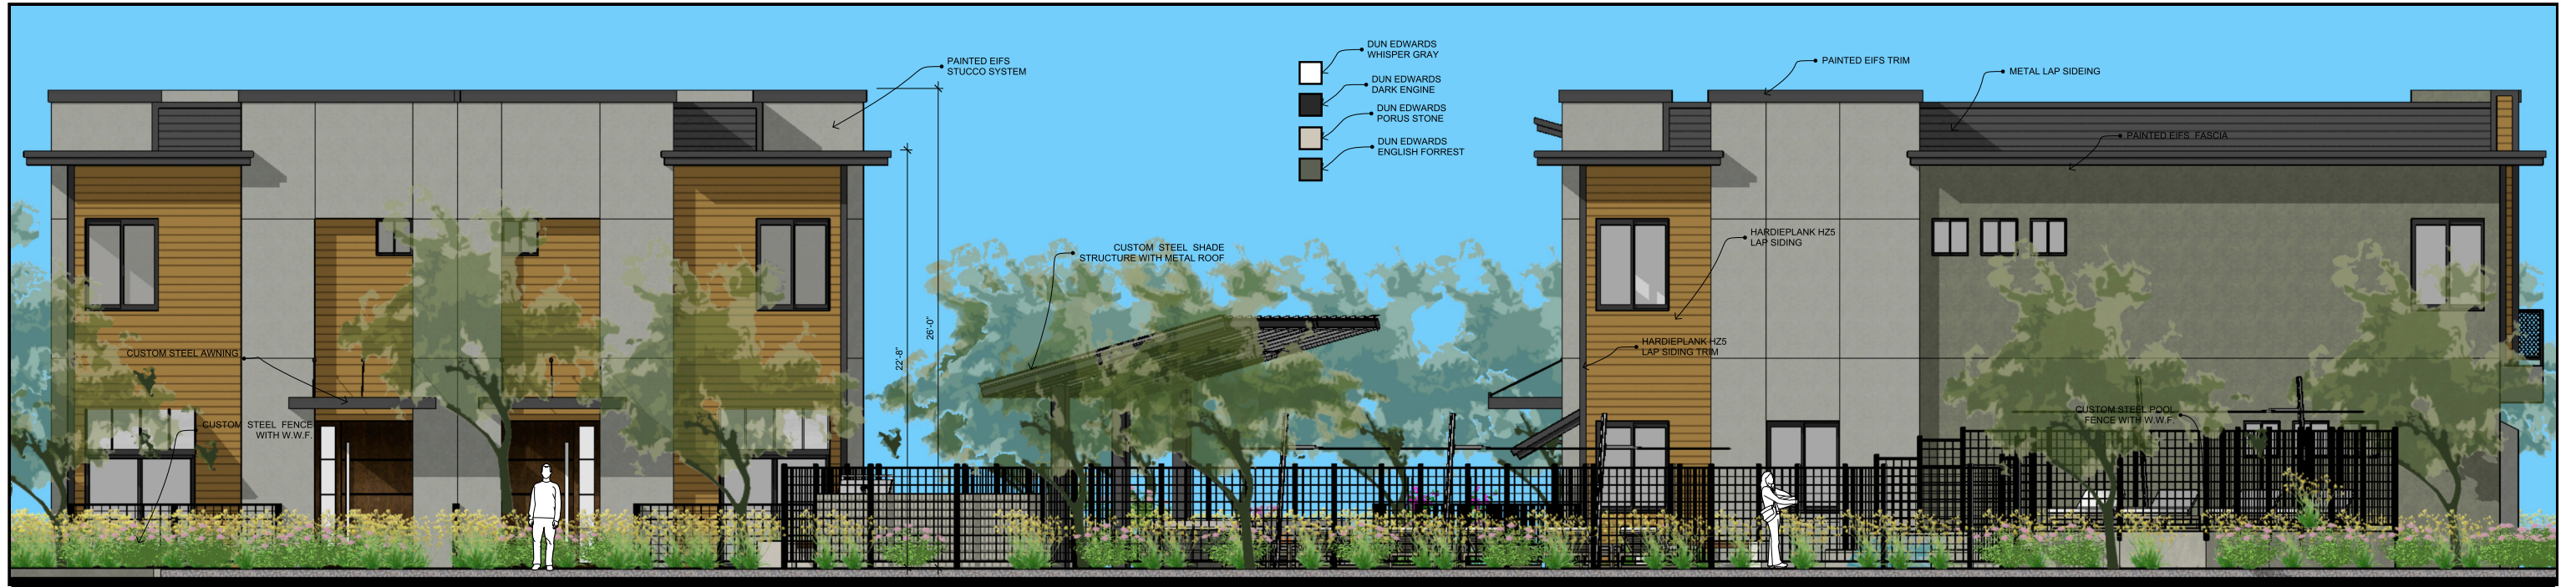 PAINTED EIFS
STUCCO SYSTEM
DUN EDWARDS
WHISPER GRAY
DUN EDWARDS
DARK ENGINE
DUN EDWARDS
PORUS STONE
DUN EDWARDS
ENGLISH FORREST
PAINTED EIFS TRIM
METAL LAP SIDEING
PAINTED EIFS FASCIA
CUSTOM STEEL SHADE
STRUCTURE WITH METAL ROOF
HARDIEPLANK HZ5
LAP SIDING
26'-0"
22'-8"
HARDIEPLANK HZ5
LAP SIDING TRIM
CUSTOM STEEL AWNING
CUSTOM STEEL FENCE
WITH W.W.F.
CUSTOM STEEL POOL
FENCE WITH W.W.F.